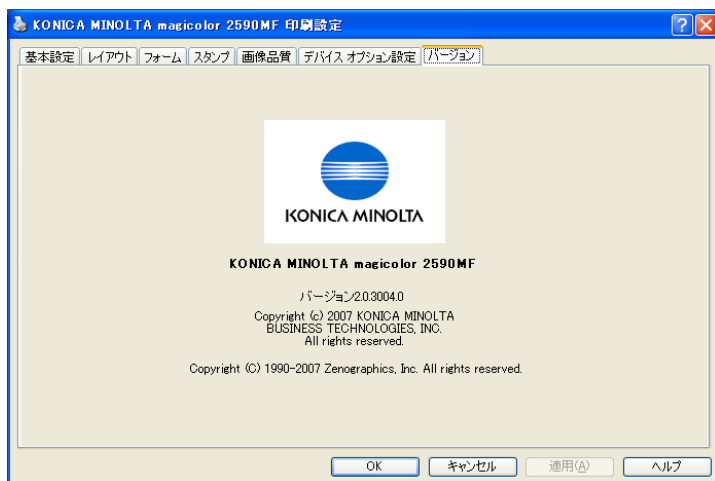 KONICA MINOLTA magicolor 2590MF 印刷設定
基本設定 レイアウト フォーム スタンプ 画像品質 デバイス オプション設定 バージョン
KONICA MINOLTA
KONICA MINOLTA magicolor 2590MF
バージョン2.0.3004.0
Copyright (c) 2007 KONICA MINOLTA
BUSINESS TECHNOLOGIES, INC.
All rights reserved.
Copyright (C) 1990-2007 Zenographics, Inc. All rights reserved.
OK キャンセル 適用(A) ヘルプ